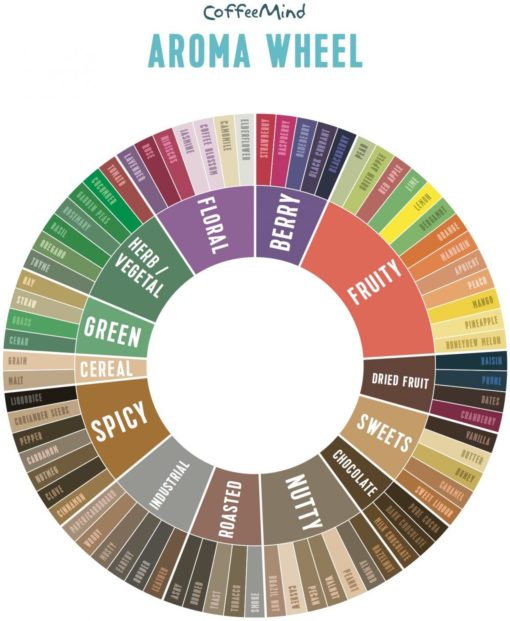 CoffeeMind
AROMA WHEEL
BERRY
STRAWBERRY
RASPBERRY
BLUEBERRY
BLACK CURRANT
BLACKBERRY
FRUITY
PEAR
GREEN APPLE
RED APPLE
LIME
LEMON
BERGAMOT
ORANGE
MANDARIN
APRICOT
PEACH
MANGO
PINEAPPLE
HONEYDEW MELON
DRIED FRUIT
RAISIN
PRUNE
DATES
CRANBERRY
SWEETS
VANILLA
BUTTER
HONEY
CARAMEL
SWEET LIQUOR
CHOCOLATE
PURE COCOA
DARK CHOCOLATE
MILK CHOCOLATE
NUTTY
HAZELNUT
ALMOND
PEANUT
WALNUT
PECAN
CASHEW
BRAZIL NUT
ROASTED
SMOKE
TOBACCO
TOAST
BURNED
ASHY
INDUSTRIAL
LEATHER
RUBBER
EARTHY
MUSTY
WOODY
PAPER/CARDBOARD
SPICY
CINNAMON
CLOVE
NUTMEG
CARDAMON
PEPPER
CORIANDER SEEDS
LIQUORICE
CEREAL
MALT
GRAIN
GREEN
CEDAR
GRASS
STRAW
HAY
HERB/
VEGETAL
THYME
OREGANO
BASIL
ROSEMARY
GARDEN PEAS
CUCUMBER
TOMATO
FLORAL
LAVENDER
ROSE
HIBISCUS
JASMINE
COFFEE BLOSSOM
CAMOMILE
ELDERFLOWER